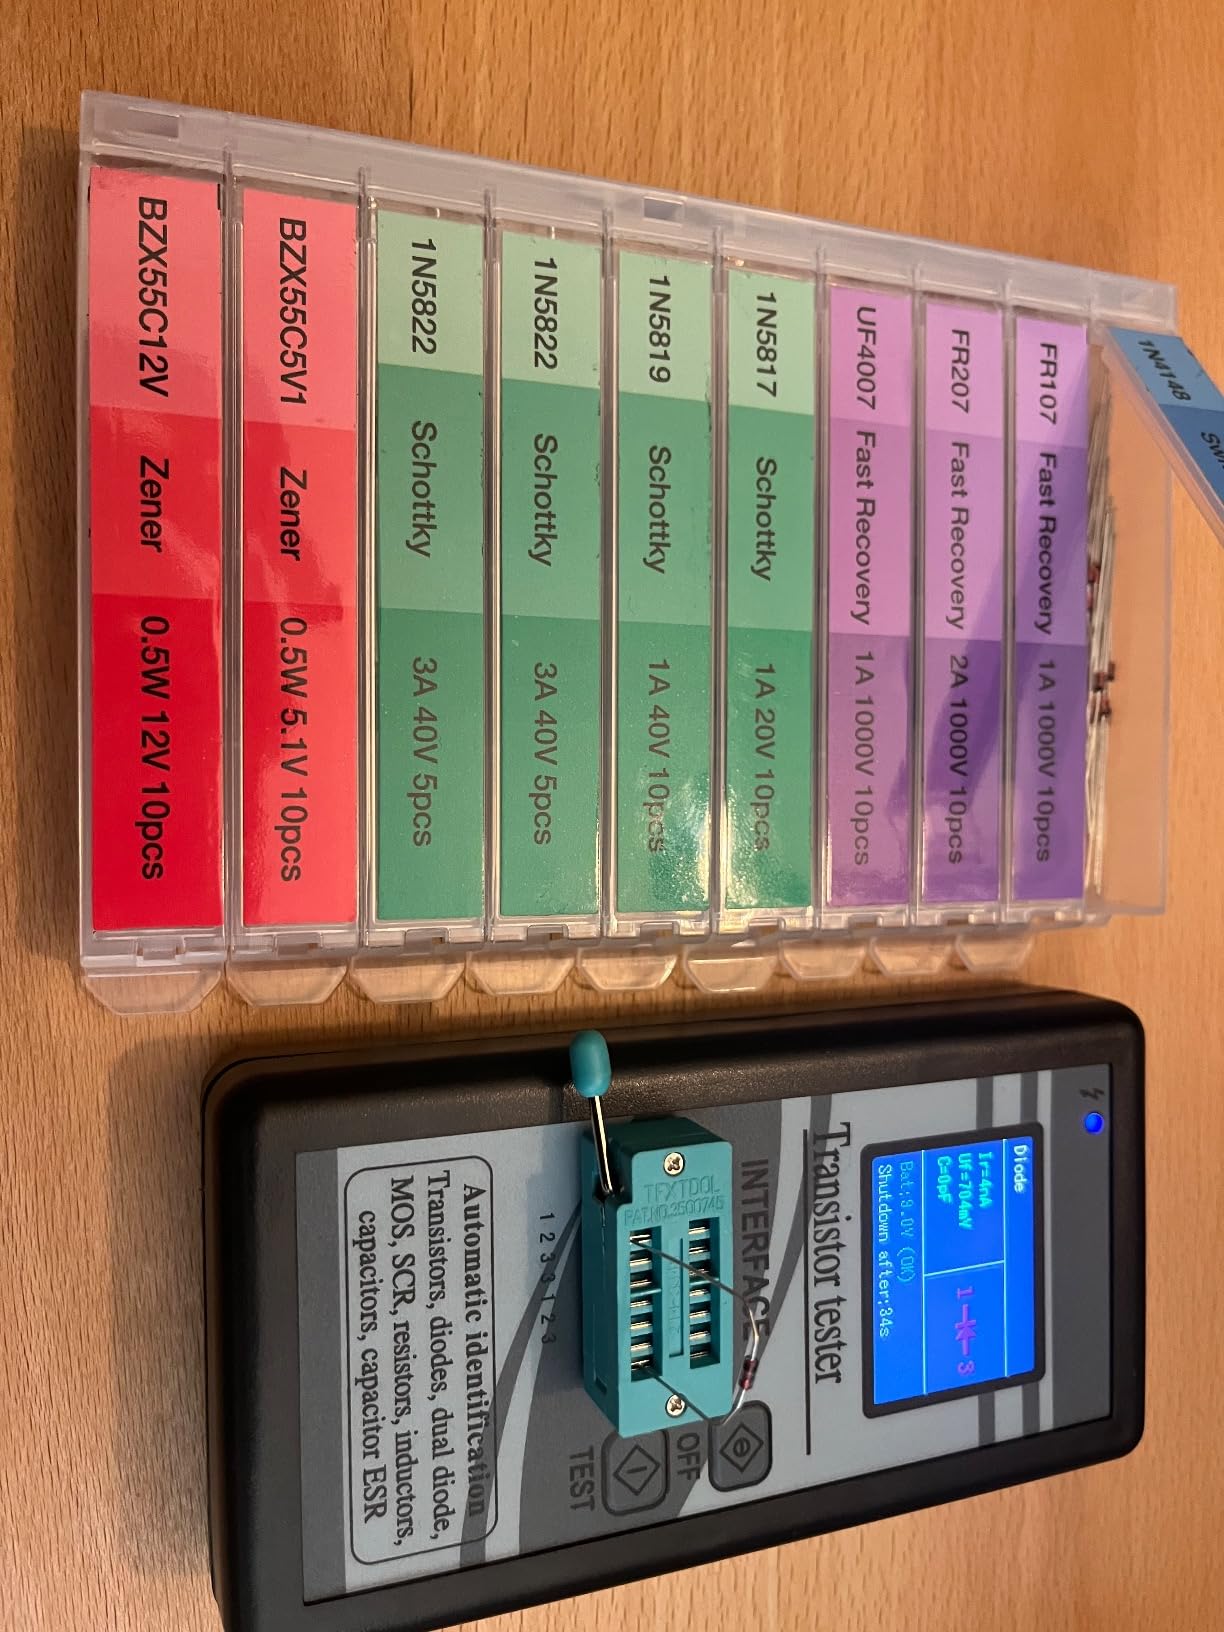 1N4148
FR107 Fast Recovery 1A 1000V 10pcs
FR207 Fast Recovery 2A 1000V 10pcs
UF4007 Fast Recovery 1A 1000V 10pcs
1N5817 Schottky 1A 20V 10pcs
1N5819 Schottky 1A 40V 10pcs
1N5822 Schottky 3A 40V 5pcs
1N5822 Schottky 3A 40V 5pcs
BZX55C5V1 Zener 0.5W 5.1V 10pcs
BZX55C12V Zener 0.5W 12V 10pcs
Diode
Ir=4nA
Uf=704mV
C=0pF
1 3
Bat:9.0V (OK)
Shutdown after:34s
Transistor tester
INTERFACE
OFF
TEST
TFXTDOL
PAT.NO.2500745
1 2 3 3 1 2 3
Automatic identification
Transistors, diodes, dual diode,
MOS, SCR, resistors, inductors,
capacitors, capacitor ESR